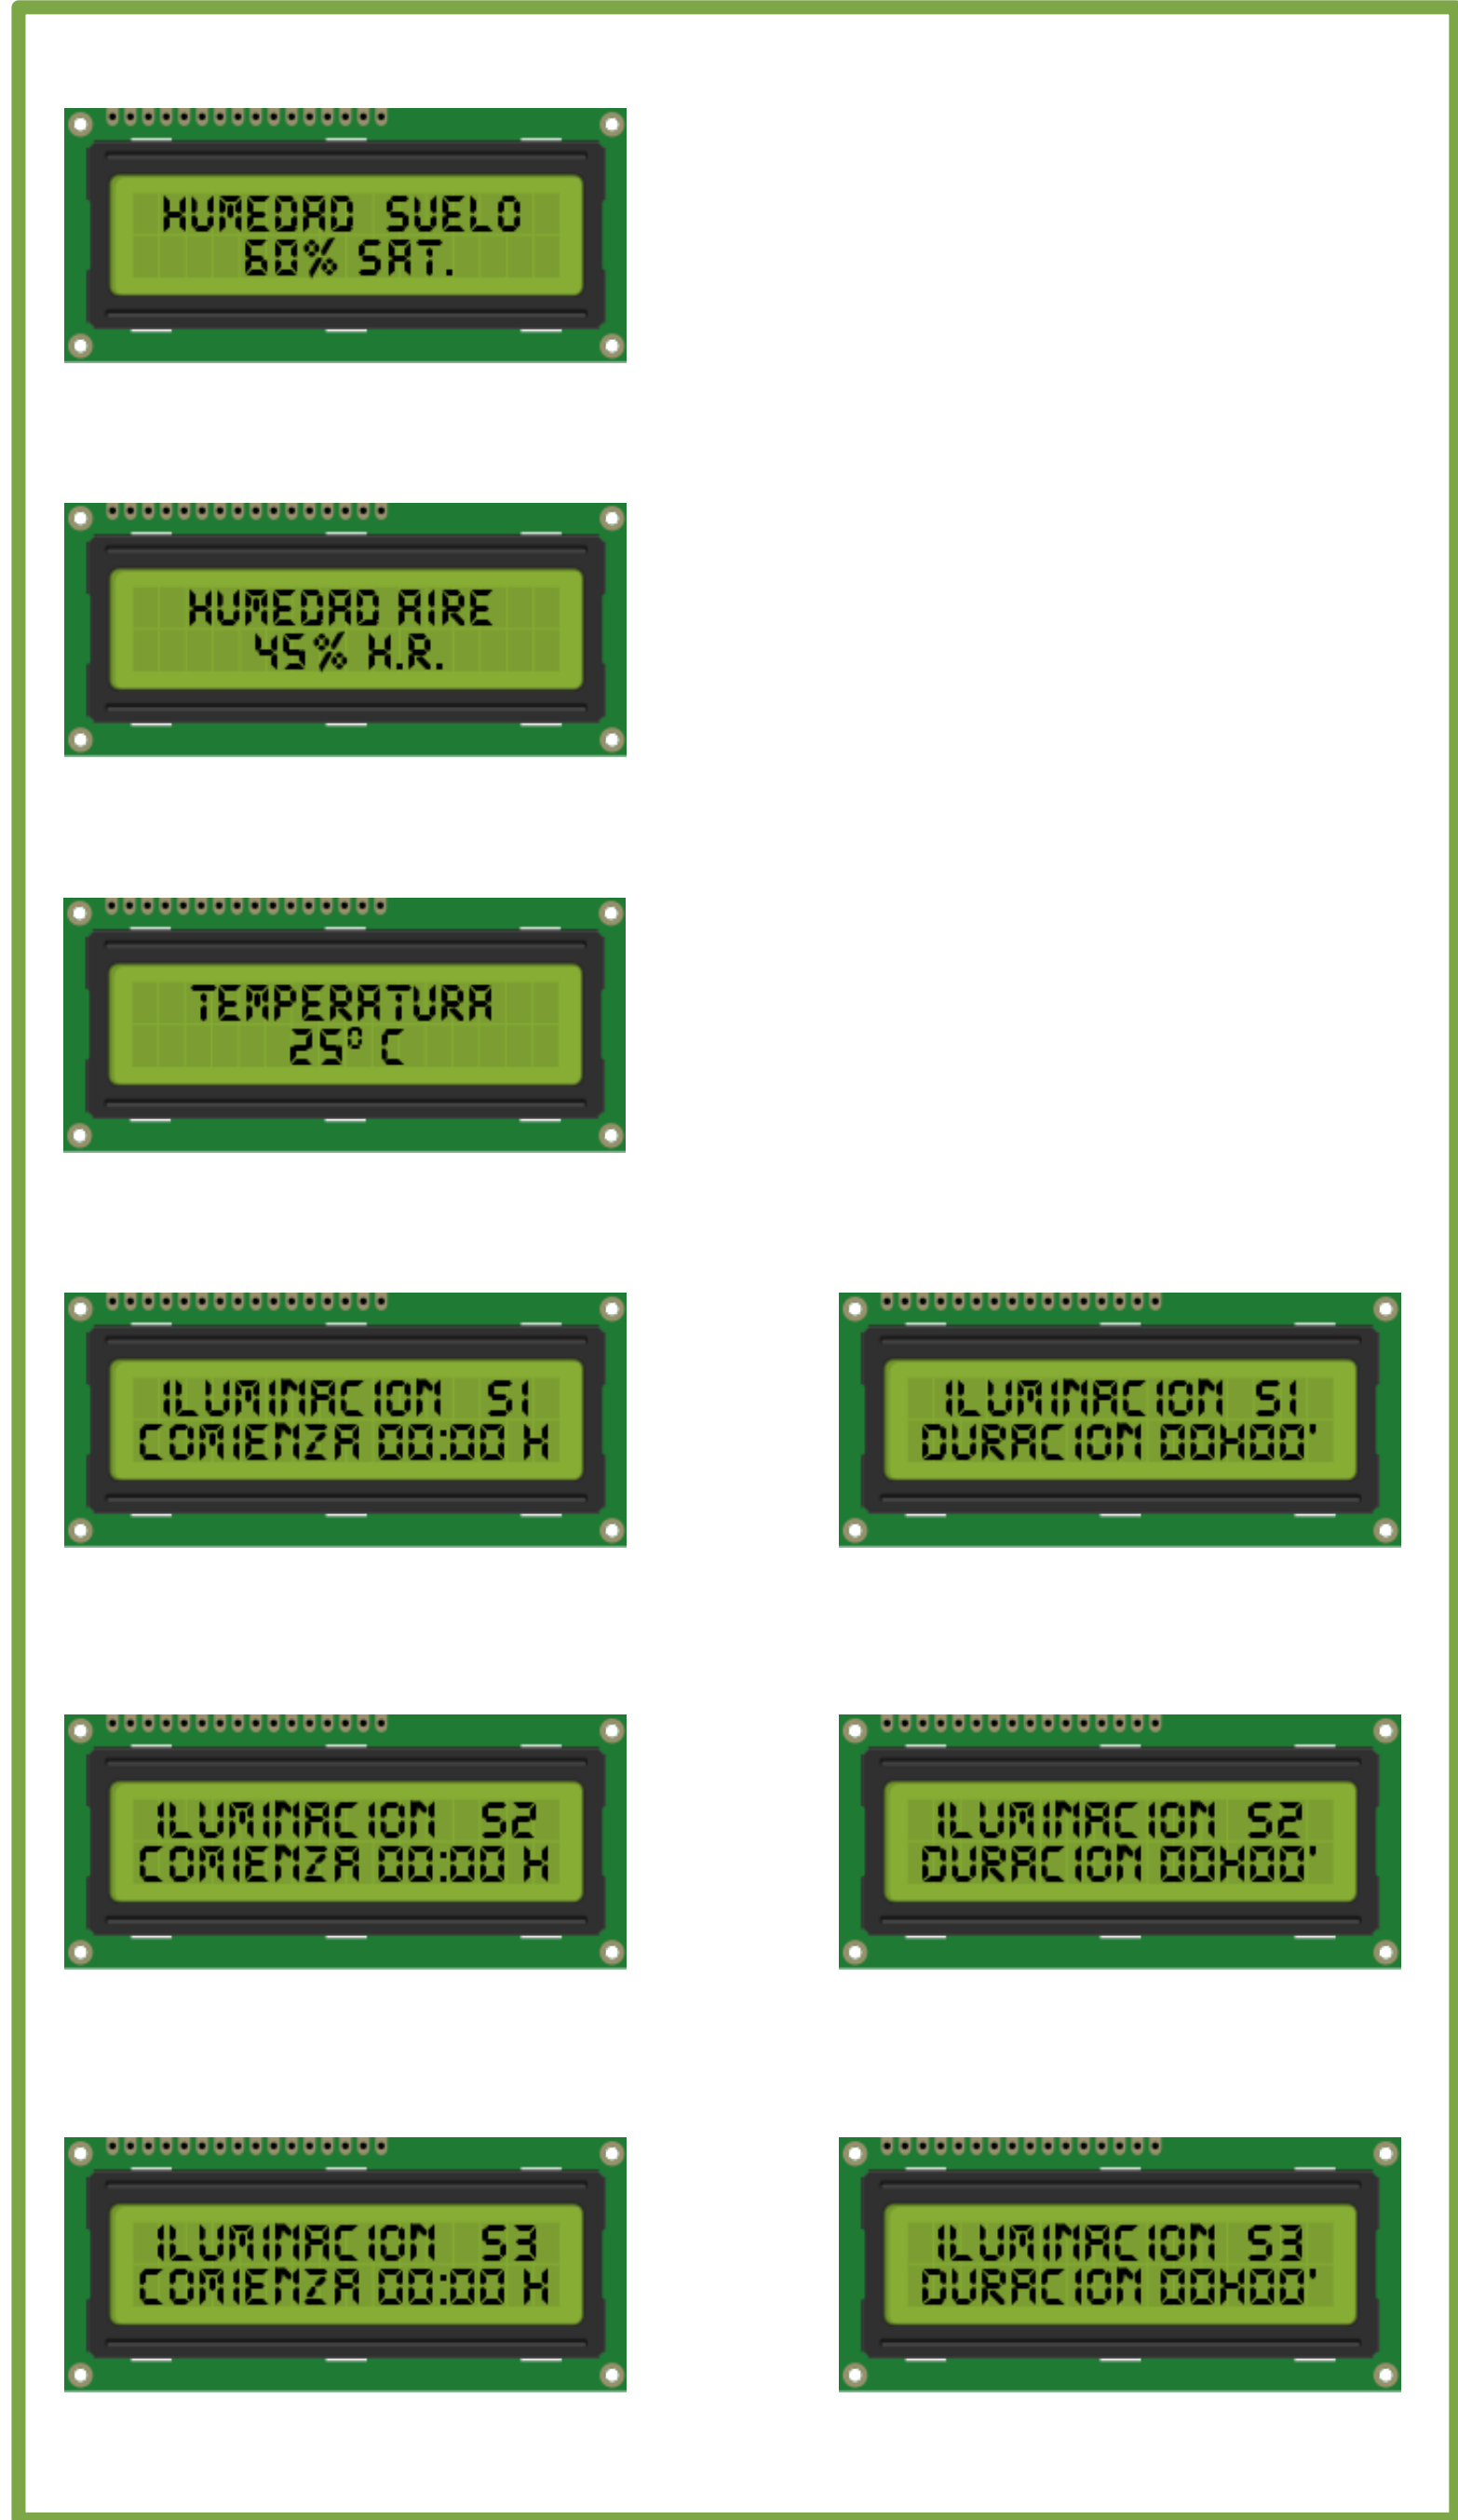 HUMEDAD SUELO
60% SAT.
HUMEDAD AIRE
45% H.R.
TEMPERATURA
25º C
ILUMINACION S1
COMIENZA 00:00 H
ILUMINACION S1
DURACION 00H00'
ILUMINACION S2
COMIENZA 00:00 H
ILUMINACION S2
DURACION 00H00'
ILUMINACION S3
COMIENZA 00:00 H
ILUMINACION S3
DURACION 00H00'